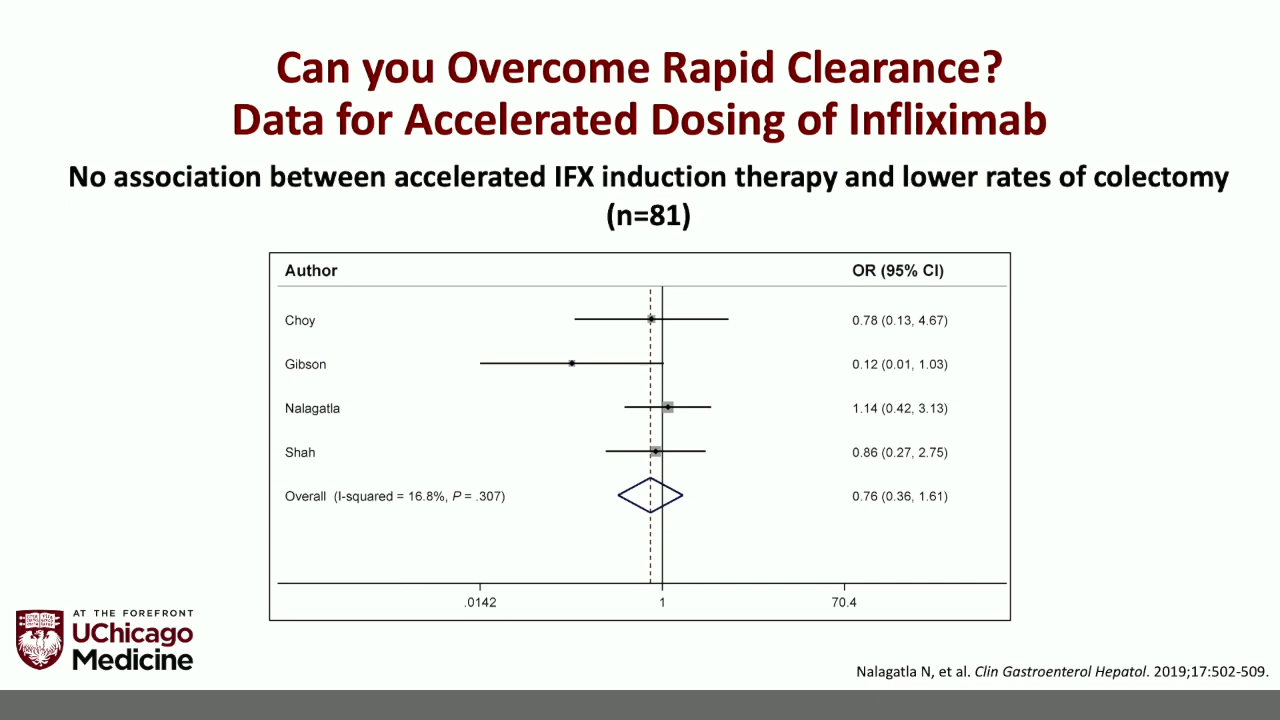 Can you Overcome Rapid Clearance?
Data for Accelerated Dosing of Infliximab
No association between accelerated IFX induction therapy and lower rates of colectomy
(n=81)
Author OR (95% CI)
Choy 0.78 (0.13, 4.67)
Gibson 0.12 (0.01, 1.03)
Nalagatla 1.14 (0.42, 3.13)
Shah 0.86 (0.27, 2.75)
Overall (I-squared = 16.8%, P = .307) 0.76 (0.36, 1.61)
.0142 1 70.4
AT THE FOREFRONT
UChicago
Medicine
Nalagatla N, et al. Clin Gastroenterol Hepatol. 2019;17:502-509.